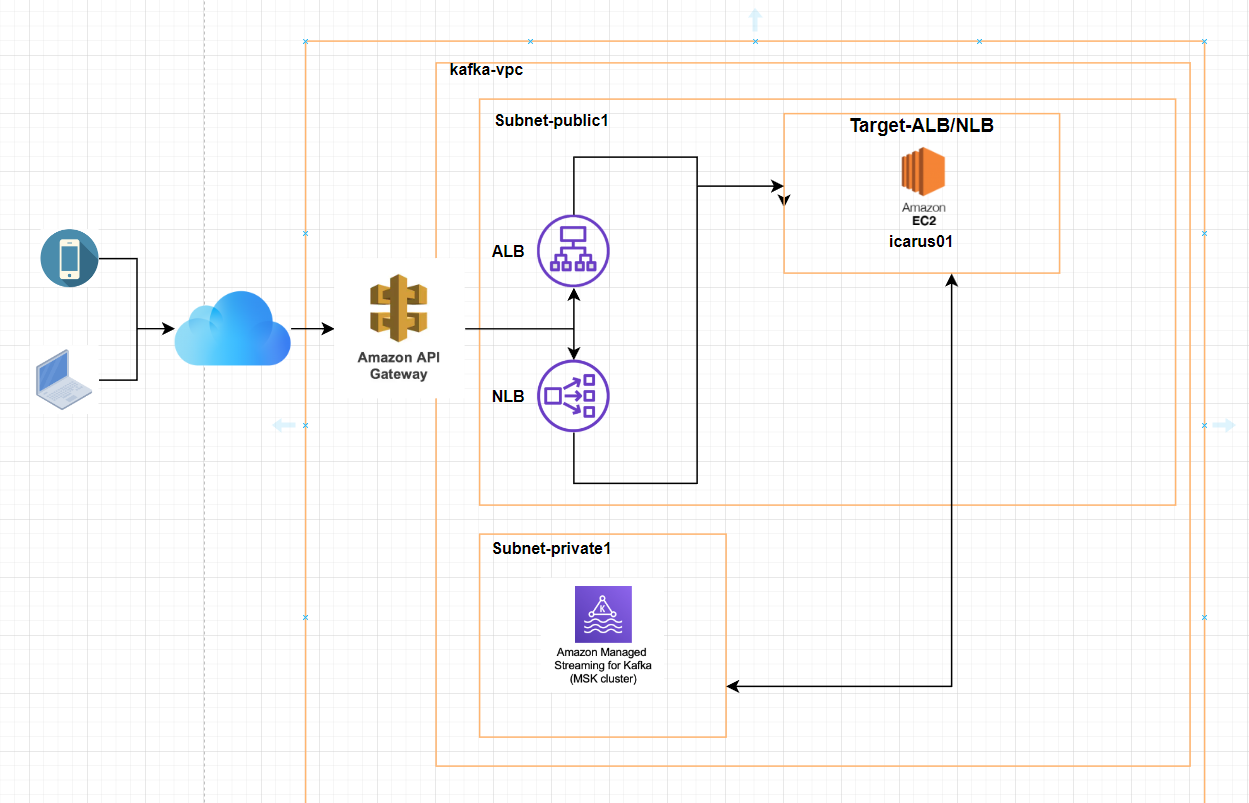 kafka-vpc
Subnet-public1
Target-ALB/NLB
Amazon
EC2
icarus01
ALB
Amazon API
Gateway
NLB
Subnet-private1
K
Amazon Managed
Streaming for Kafka
(MSK cluster)